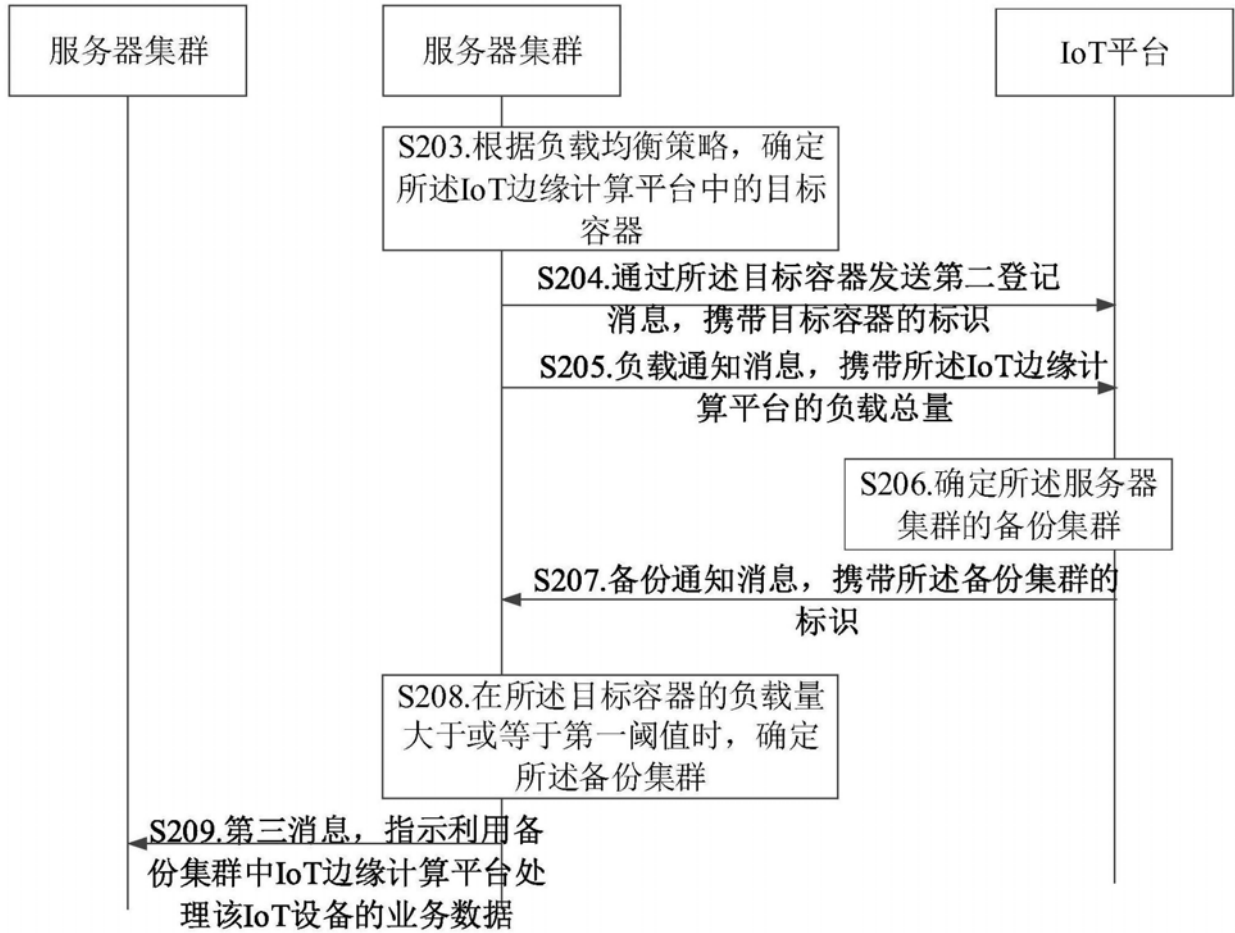 服务器集群
服务器集群
IoT平台
S203.根据负载均衡策略，确定
所述IoT边缘计算平台中的目标
容器
S204.通过所述目标容器发送第二登记
消息，携带目标容器的标识
S205.负载通知消息，携带所述IoT边缘计
算平台的负载总量
S206.确定所述服务器
集群的备份集群
S207.备份通知消息，携带所述备份集群的
标识
S208.在所述目标容器的负载量
大于或等于第一阈值时，确定
所述备份集群
S209.第三消息，指示利用备
份集群中IoT边缘计算平台处
理该IoT设备的业务数据